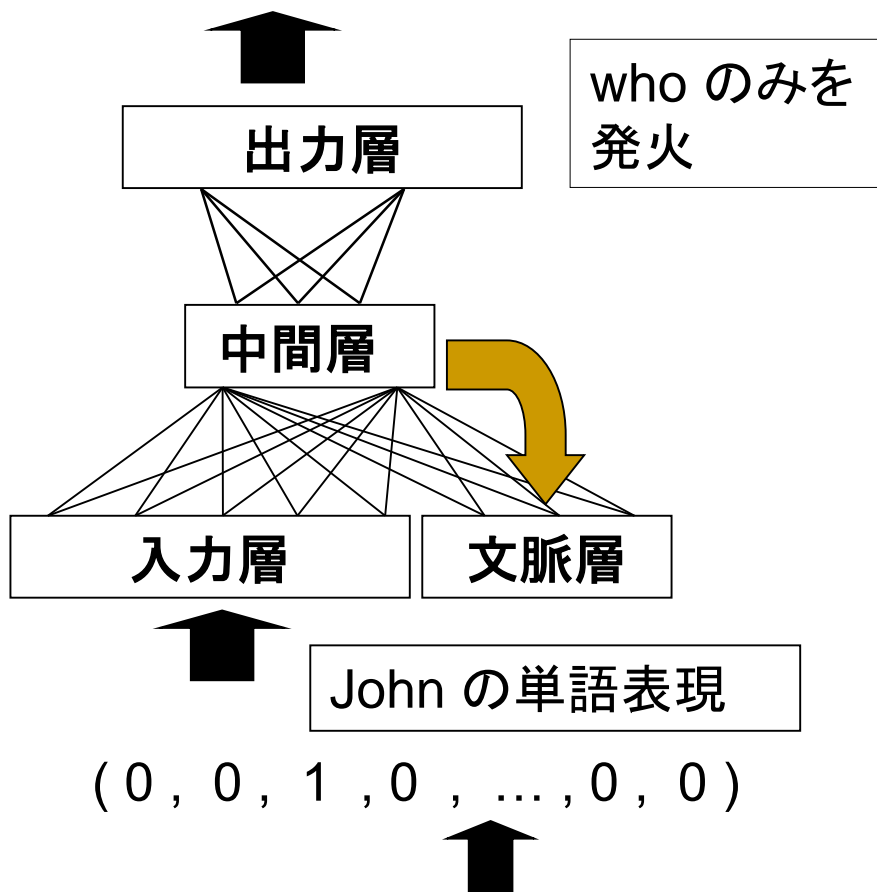 who のみを
発火
出力層
中間層
入力層
文脈層
John の単語表現
( 0 , 0 , 1 , 0 , … , 0 , 0 )